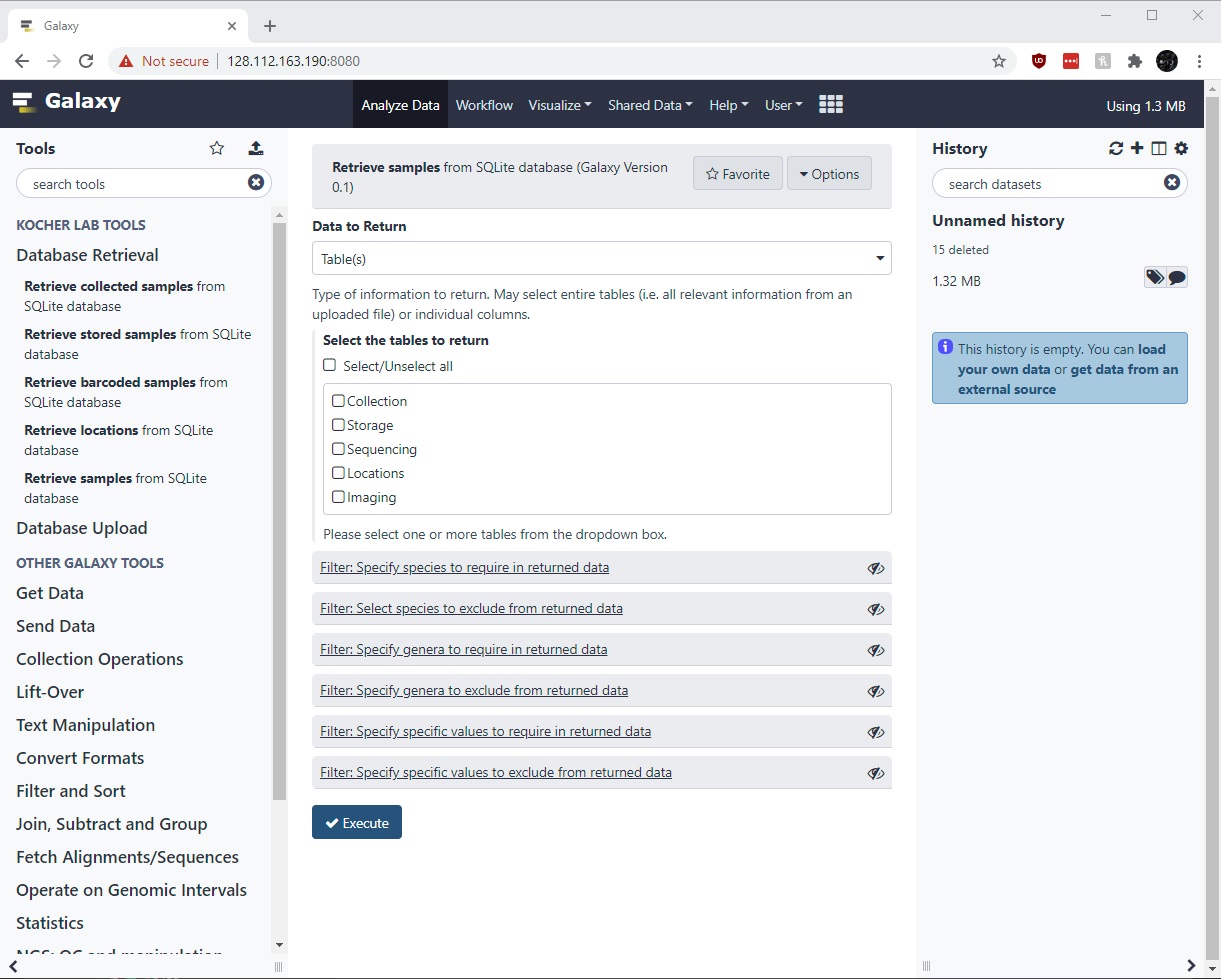 Galaxy
Not secure
128.112.163.190:8080
Galaxy
Analyze Data
Workflow
Visualize
Shared Data
Help
User
Using 1.3 MB
Tools
search tools
KOCHER LAB TOOLS
Database Retrieval
Retrieve collected samples from
SQLite database
Retrieve stored samples from SQLite
database
Retrieve barcoded samples from
SQLite database
Retrieve locations from SQLite
database
Retrieve samples from SQLite
database
Database Upload
OTHER GALAXY TOOLS
Get Data
Send Data
Collection Operations
Lift-Over
Text Manipulation
Convert Formats
Filter and Sort
Join, Subtract and Group
Fetch Alignments/Sequences
Operate on Genomic Intervals
Statistics
Retrieve samples from SQLite database (Galaxy Version
0.1)
Favorite
Options
Data to Return
Table(s)
Type of information to return. May select entire tables (i.e. all relevant information from an
uploaded file) or individual columns.
Select the tables to return
Select/Unselect all
Collection
Storage
Sequencing
Locations
Imaging
Please select one or more tables from the dropdown box.
Filter: Specify species to require in returned data
Filter: Select species to exclude from returned data
Filter: Specify genera to require in returned data
Filter: Specify genera to exclude from returned data
Filter: Specify specific values to require in returned data
Filter: Specify specific values to exclude from returned data
Execute
History
search datasets
Unnamed history
15 deleted
1.32 MB
This history is empty. You can load
your own data or get data from an
external source